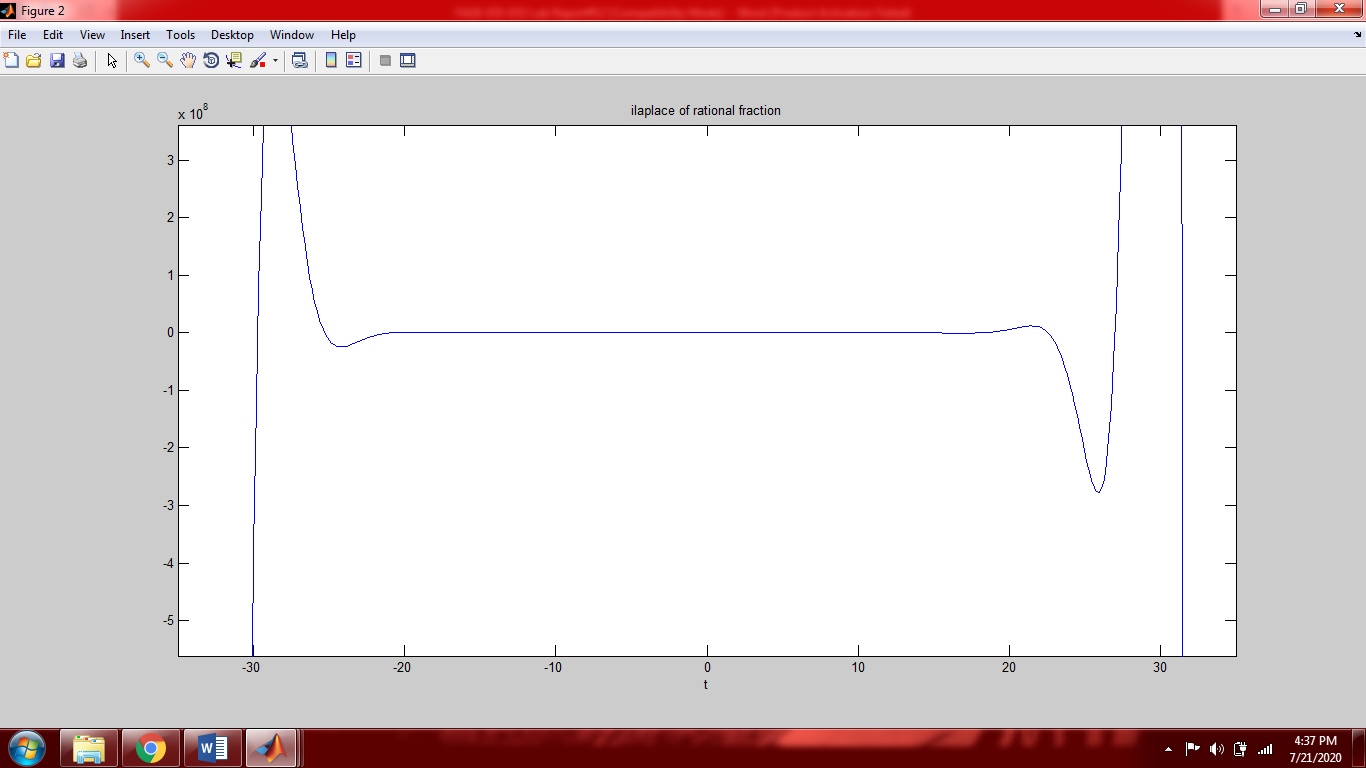 Figure 2
File Edit View Insert Tools Desktop Window Help
ilaplace of rational fraction
x 10^8
3
2
1
0
-1
-2
-3
-4
-5
-30 -20 -10 0 10 20 30
t
4:37 PM
7/21/2020